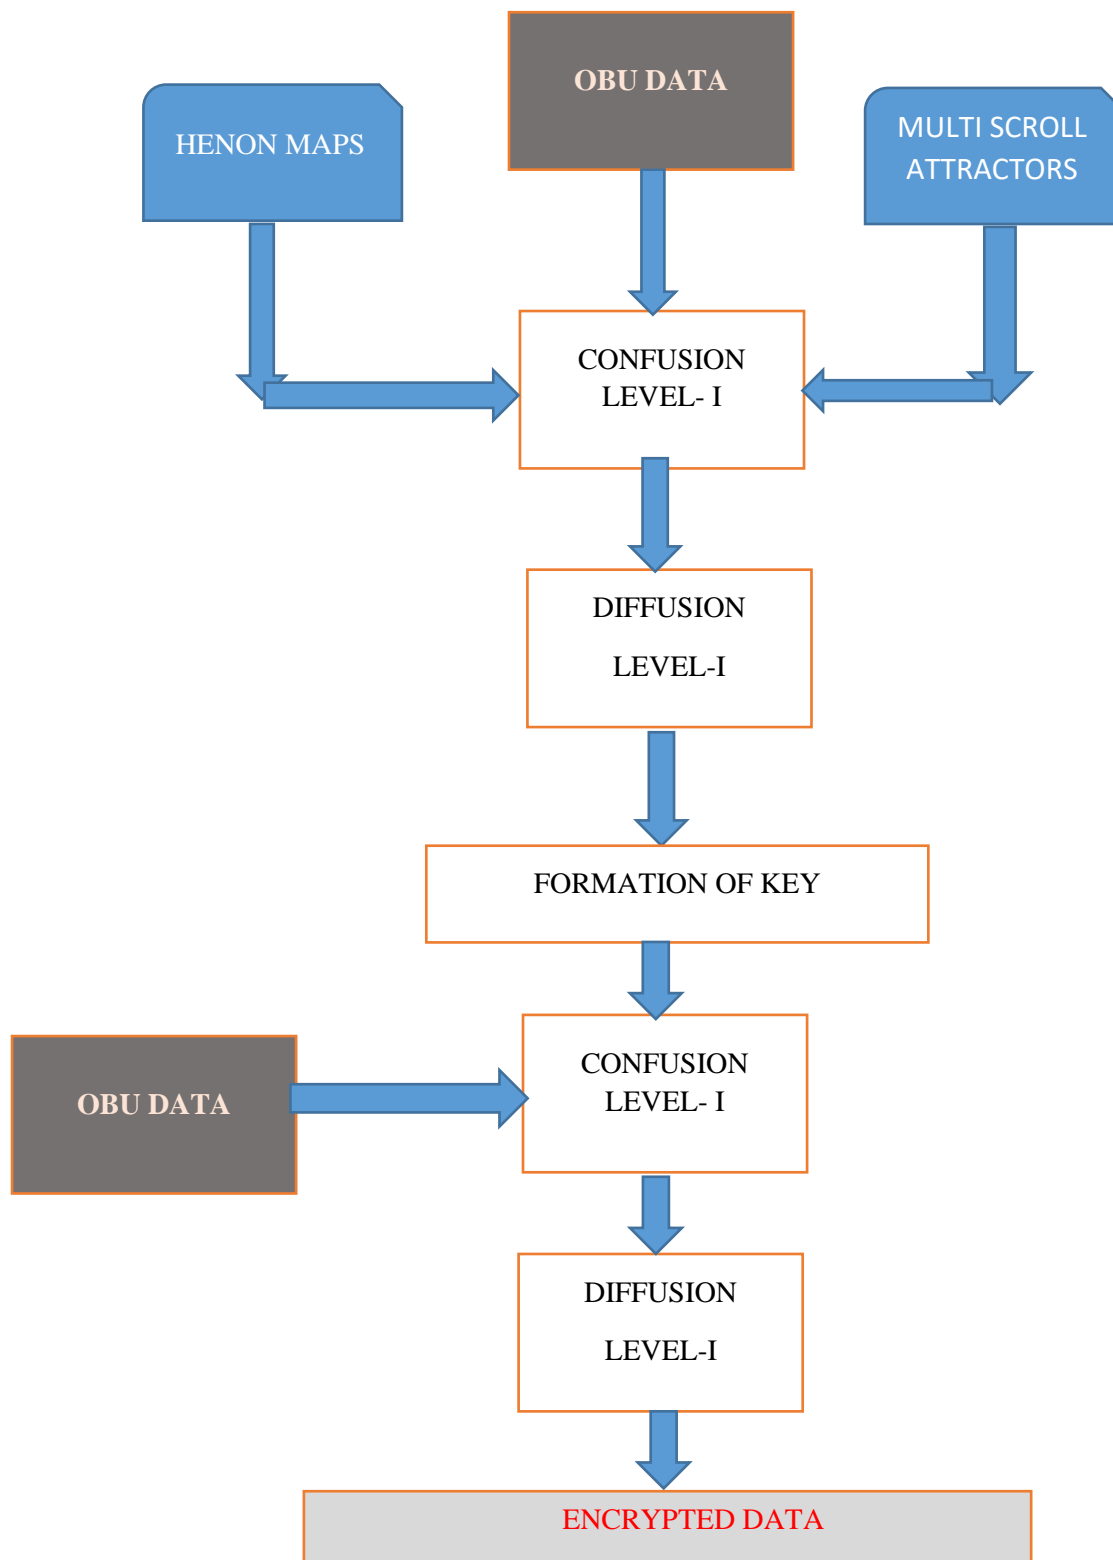 OBU DATA
HENON MAPS
MULTI SCROLL
ATTRACTORS
CONFUSION
LEVEL- I
DIFFUSION
LEVEL-I
FORMATION OF KEY
CONFUSION
LEVEL- I
OBU DATA
DIFFUSION
LEVEL-I
ENCRYPTED DATA